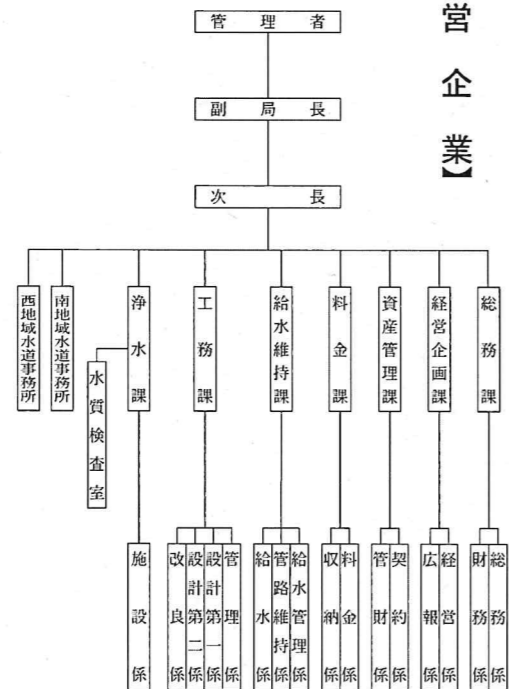 営企業】
管理者
副局長
次長
総務課
経営企画課
資産管理課
料金課
給水維持課
工務課
浄水課
水質検査室
南地域水道事務所
西地域水道事務所
総務係
財務係
経営係
広報係
契約係
管財係
料金係
収納係
給水管理係
管路維持係
給水係
管理係
設計第一係
設計第二係
改良係
施設係